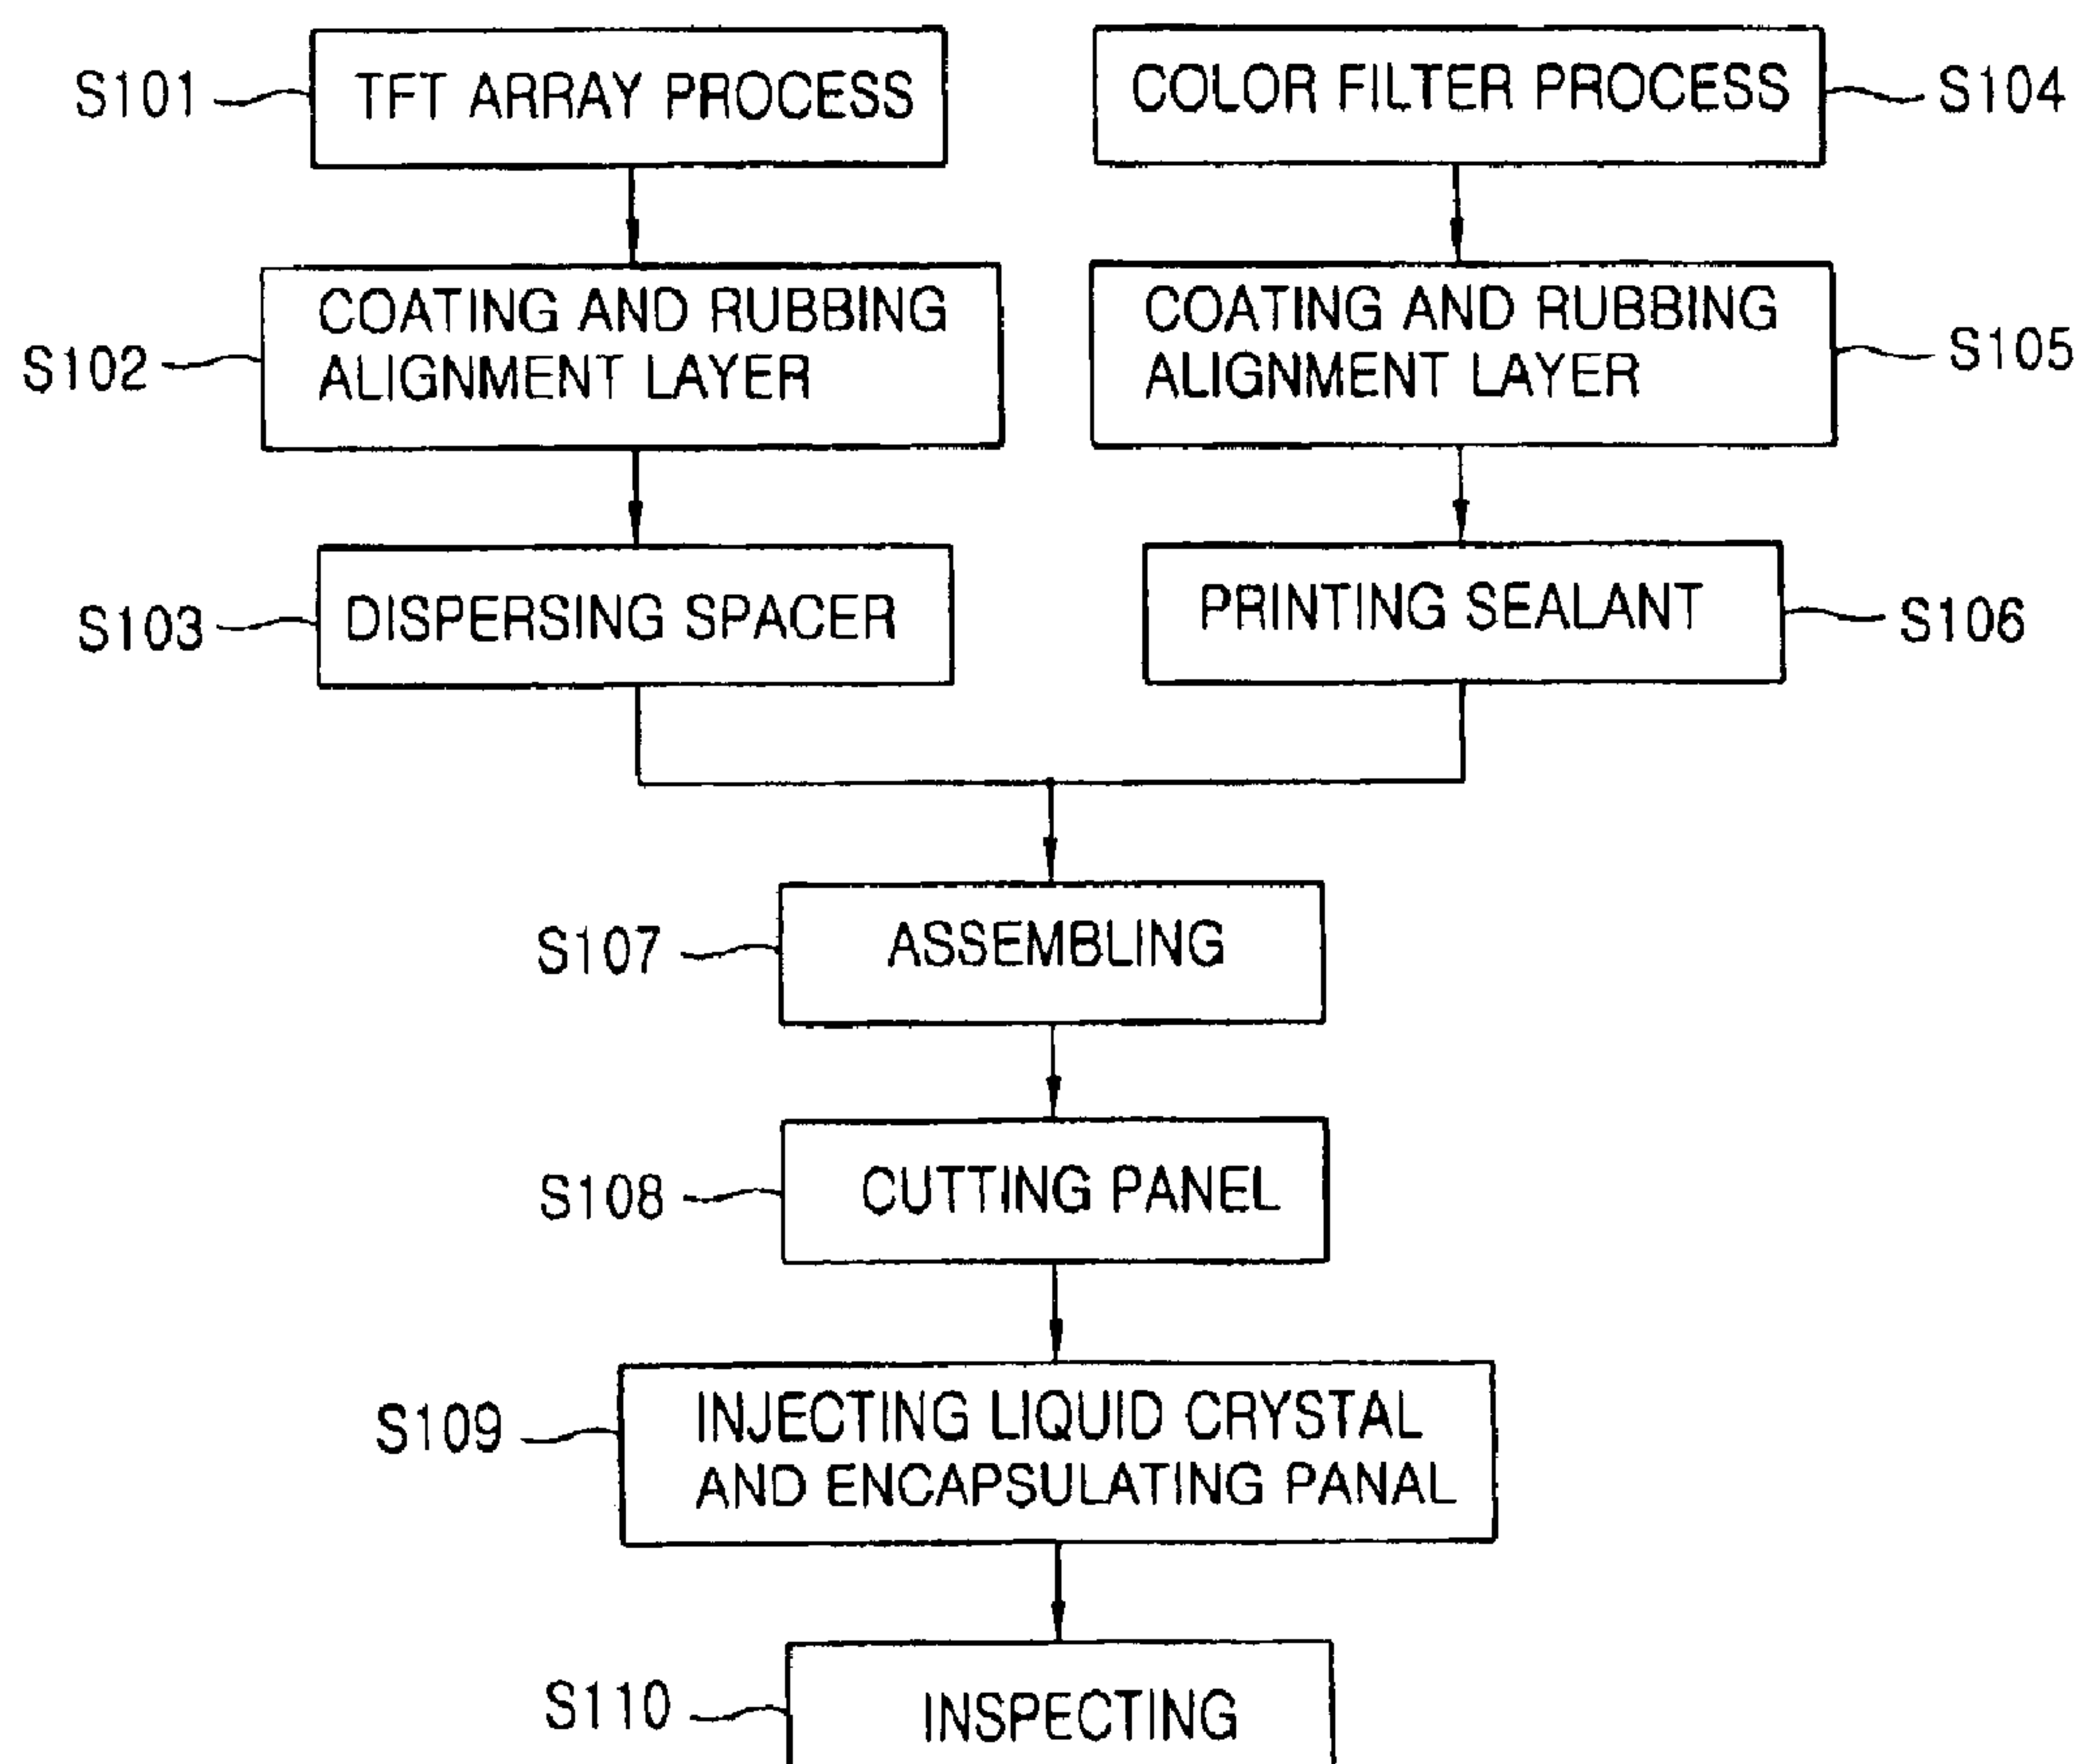 S101
TFT ARRAY PROCESS
COLOR FILTER PROCESS
S104
S102
COATING AND RUBBING
ALIGNMENT LAYER
COATING AND RUBBING
ALIGNMENT LAYER
S105
S103
DISPERSING SPACER
PRINTING SEALANT
S106
S107
ASSEMBLING
S108
CUTTING PANEL
S109
INJECTING LIQUID CRYSTAL
AND ENCAPSULATING PANAL
S110
INSPECTING